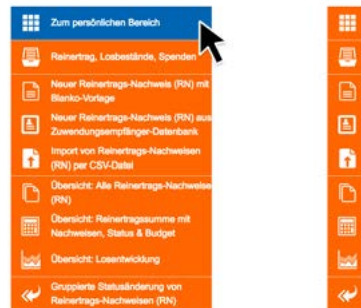 Zum persönlichen Bereich
Reinertrag, Losbestände, Spenden
Neuer Reinertrags-Nachweis (RN) mit
Blanko-Vorlage
Neuer Reinertrags-Nachweis (RN) aus
Zuwendungsempfänger-Datenbank
Import von Reinertrags-Nachweisen
(RN) per CSV-Datei
Übersicht: Alle Reinertrags-Nachweise
(RN)
Übersicht: Reinertragssumme mit
Nachweisen, Status & Budget
Übersicht: Losentwicklung
Gruppierte Statusänderung von
Reinertrags-Nachweisen (RN)